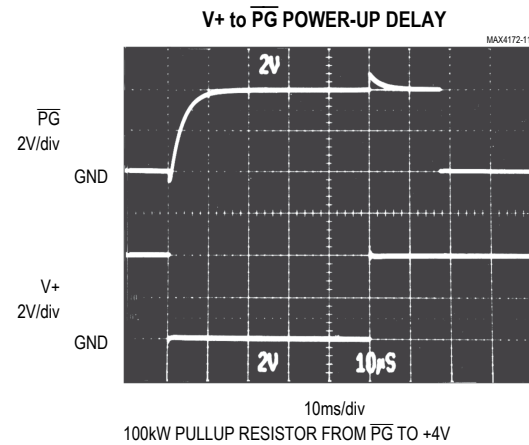 V+ to PG POWER-UP DELAY
MAX4172-11
2V
PG
2V/div
GND
V+
2V/div
GND
2V 10µS
10ms/div
100kW PULLUP RESISTOR FROM PG TO +4V